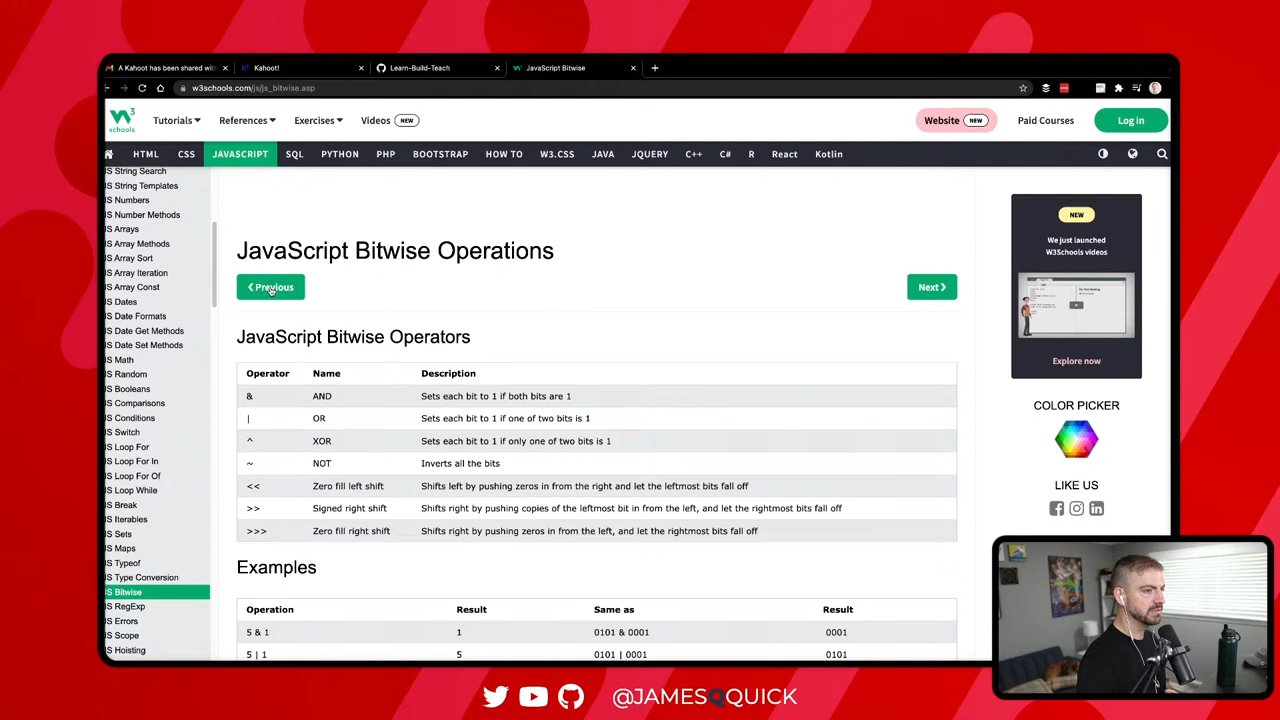 A Kahoot has been shared with
Kahoot!
Learn-Build-Teach
JavaScript Bitwise
w3schools.com/js/js_bitwise.asp
W3
schools
Tutorials
References
Exercises
Videos
NEW
Website NEW
Paid Courses
Log in
HTML
CSS
JAVASCRIPT
SQL
PYTHON
PHP
BOOTSTRAP
HOW TO
W3.CSS
JAVA
JQUERY
C++
C#
R
React
Kotlin
JS String Search
JS String Templates
JS Numbers
JS Number Methods
JS Arrays
JS Array Methods
JS Array Sort
JS Array Iteration
JS Array Const
JS Dates
JS Date Formats
JS Date Get Methods
JS Date Set Methods
JS Math
JS Random
JS Booleans
JS Comparisons
JS Conditions
JS Switch
JS Loop For
JS Loop For In
JS Loop For Of
JS Loop While
JS Break
JS Iterables
JS Sets
JS Maps
JS Typeof
JS Type Conversion
JS Bitwise
JS RegExp
JS Errors
JS Scope
JS Hoisting
JavaScript Bitwise Operations
❮ Previous
Next ❯
JavaScript Bitwise Operators
Operator Name Description
& AND Sets each bit to 1 if both bits are 1
| OR Sets each bit to 1 if one of two bits is 1
^ XOR Sets each bit to 1 if only one of two bits is 1
~ NOT Inverts all the bits
<< Zero fill left shift Shifts left by pushing zeros in from the right and let the leftmost bits fall off
>> Signed right shift Shifts right by pushing copies of the leftmost bit in from the left, and let the rightmost bits fall off
>>> Zero fill right shift Shifts right by pushing zeros in from the left, and let the rightmost bits fall off
Examples
Operation Result Same as Result
5 & 1 1 0101 & 0001 0001
5 | 1 5 0101 | 0001 0101
NEW
We just launched
W3Schools videos
Explore now
COLOR PICKER
LIKE US
@JAMESQQUICK